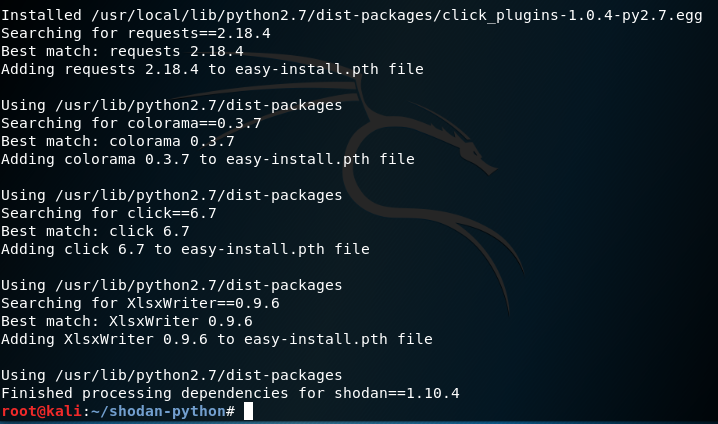 Installed /usr/local/lib/python2.7/dist-packages/click_plugins-1.0.4-py2.7.egg
Searching for requests==2.18.4
Best match: requests 2.18.4
Adding requests 2.18.4 to easy-install.pth file
Using /usr/lib/python2.7/dist-packages
Searching for colorama==0.3.7
Best match: colorama 0.3.7
Adding colorama 0.3.7 to easy-install.pth file
Using /usr/lib/python2.7/dist-packages
Searching for click==6.7
Best match: click 6.7
Adding click 6.7 to easy-install.pth file
Using /usr/lib/python2.7/dist-packages
Searching for XlsxWriter==0.9.6
Best match: XlsxWriter 0.9.6
Adding XlsxWriter 0.9.6 to easy-install.pth file
Using /usr/lib/python2.7/dist-packages
Finished processing dependencies for shodan==1.10.4
root@kali:~/shodan-python#